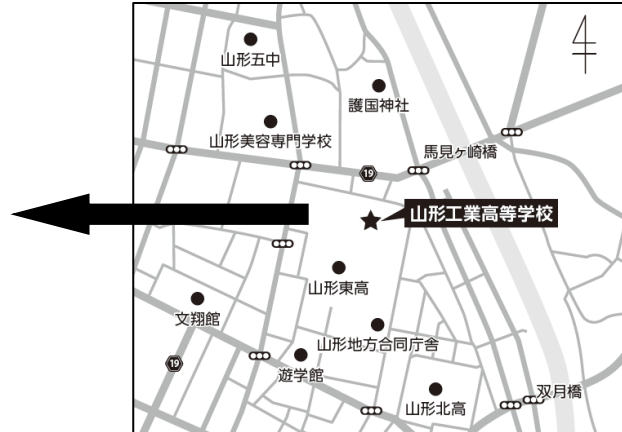 山形五中
護国神社
山形美容専門学校
馬見ヶ崎橋
19
山形工業高等学校
山形東高
文翔館
山形地方合同庁舎
19
遊学館
双月橋
山形北高